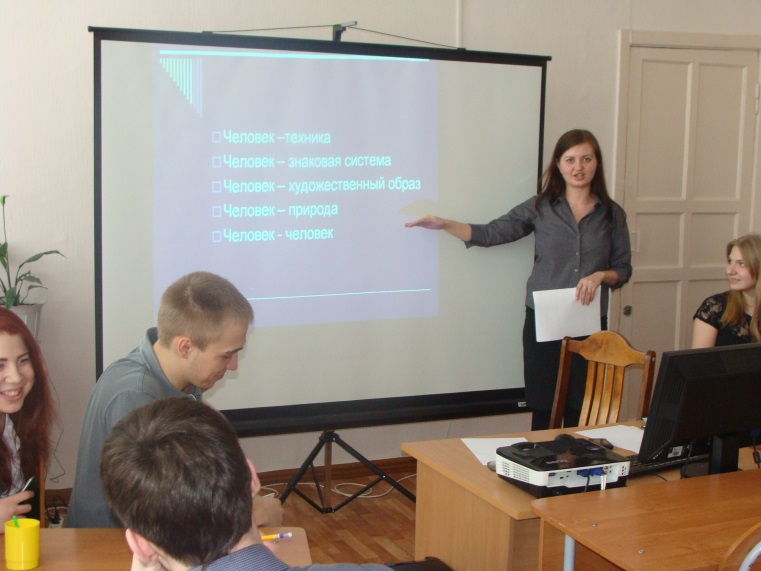 Человек –техника
Человек – знаковая система
Человек – художественный образ
Человек – природа
Человек - человек